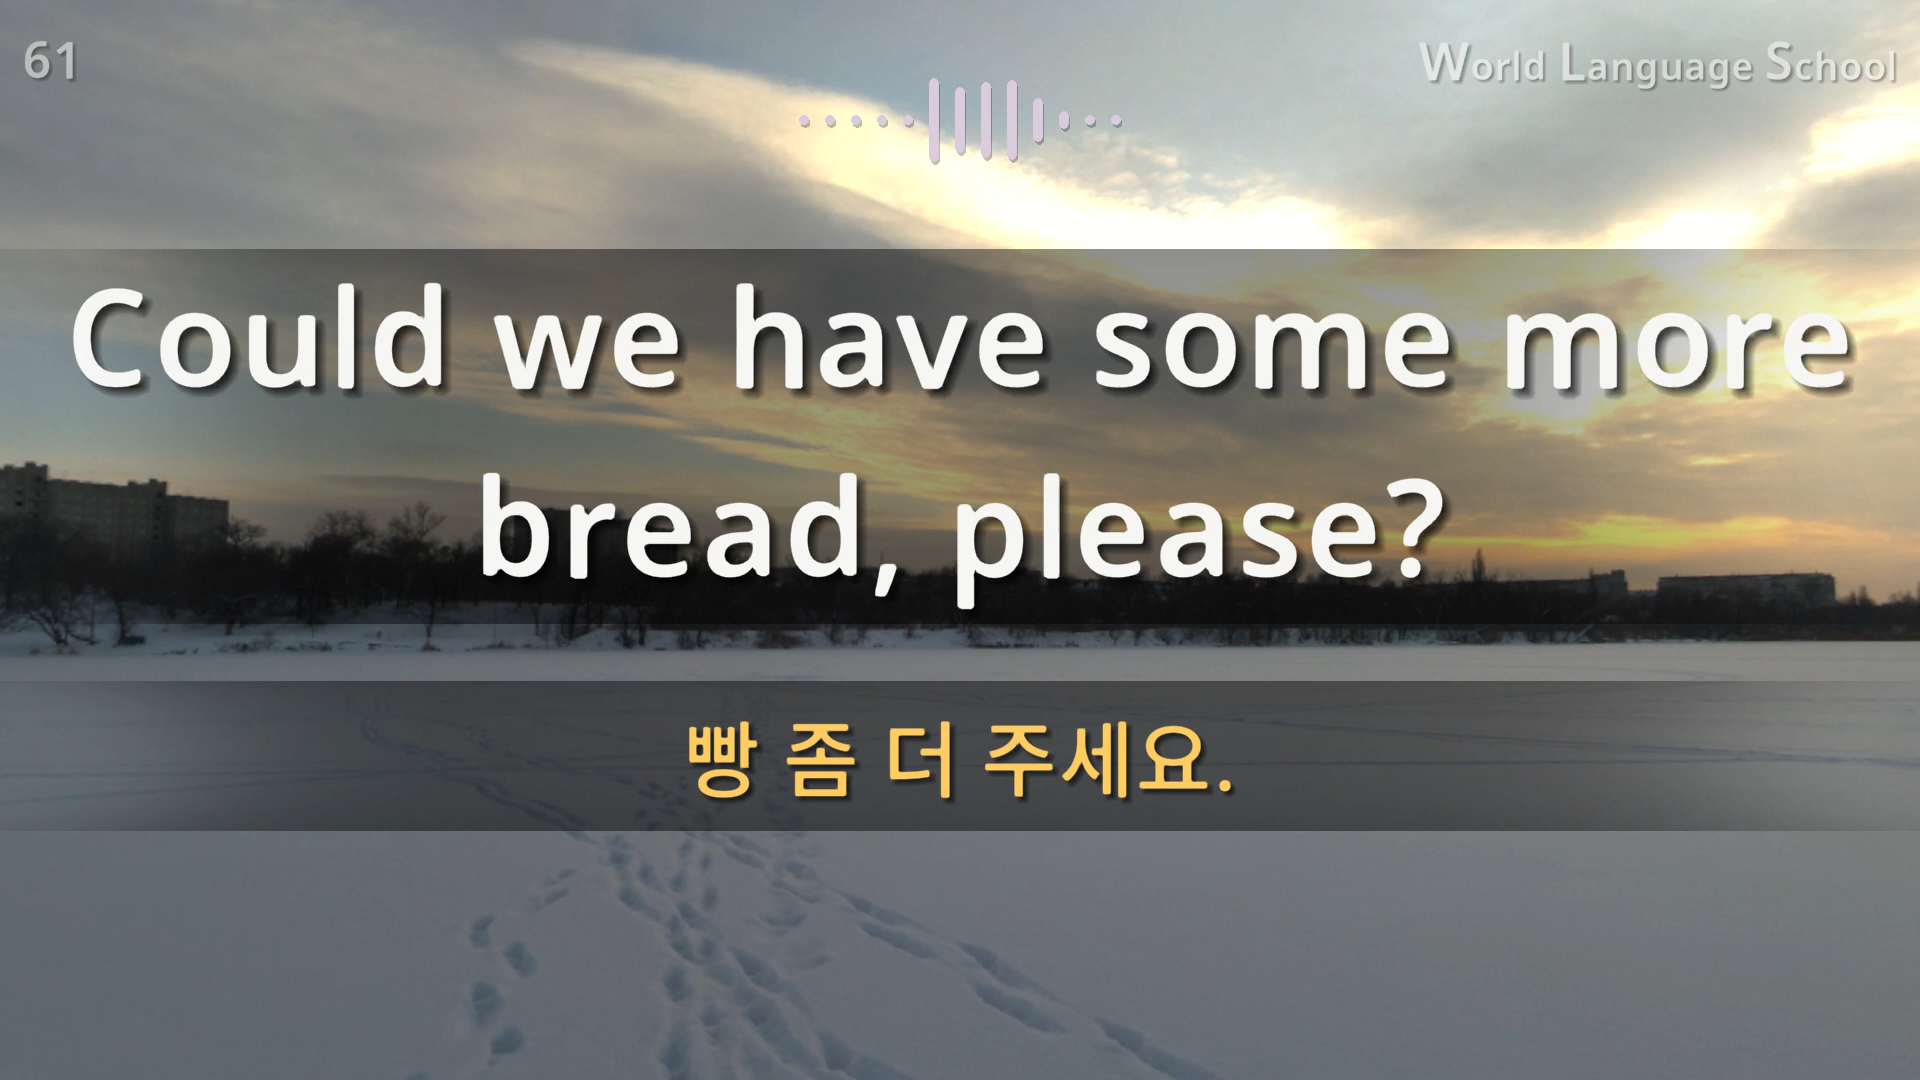 61
World Language School
Could we have some more
bread, please?
빵 좀 더 주세요.